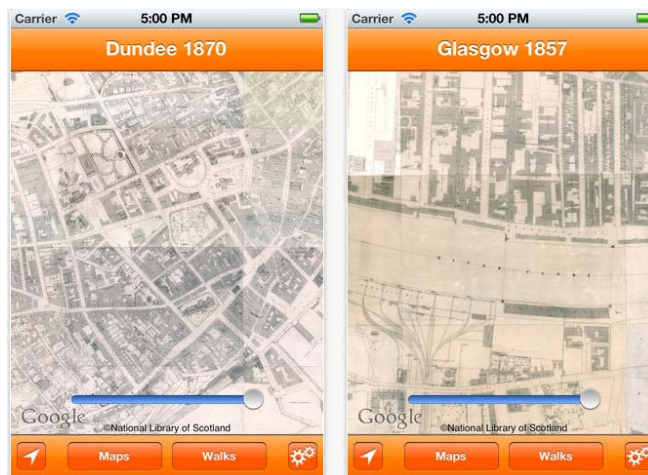 Carrier 5:00 PM
Dundee 1870
Google
©National Library of Scotland
Maps Walks
Carrier 5:00 PM
Glasgow 1857
Google
©National Library of Scotland
Maps Walks